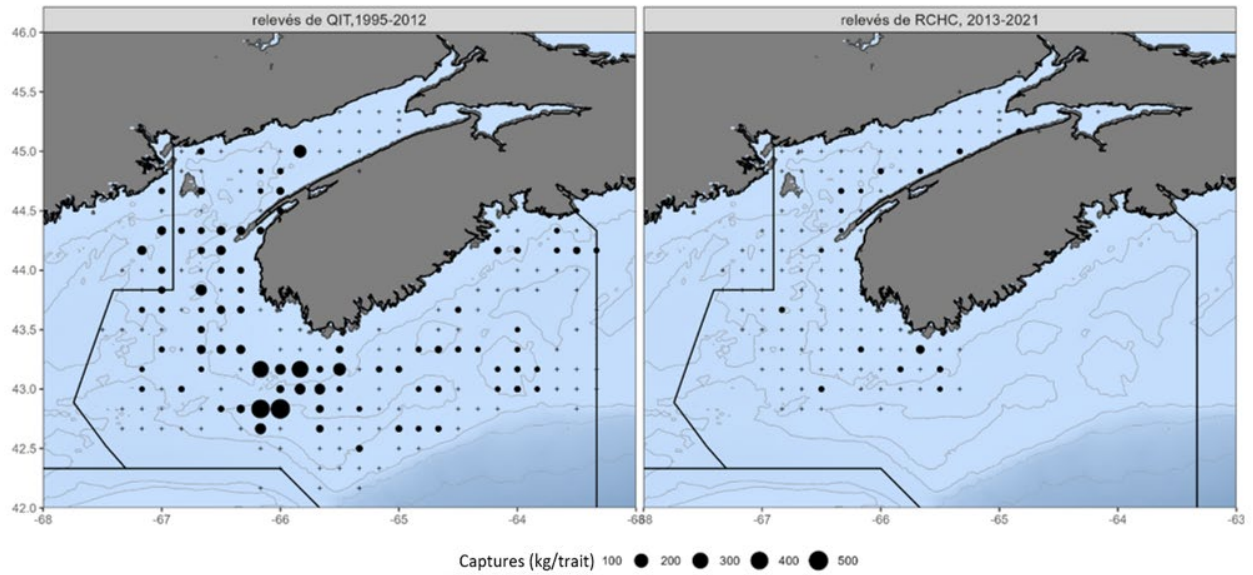 relevés de QIT,1995-2012
relevés de RCHC, 2013-2021
46.0
45.5
45.0
44.5
44.0
43.5
43.0
42.5
42.0
-68 -67 -66 -65 -64 -68 -67 -66 -65 -64 -63
Captures (kg/trait) 100 200 300 400 500